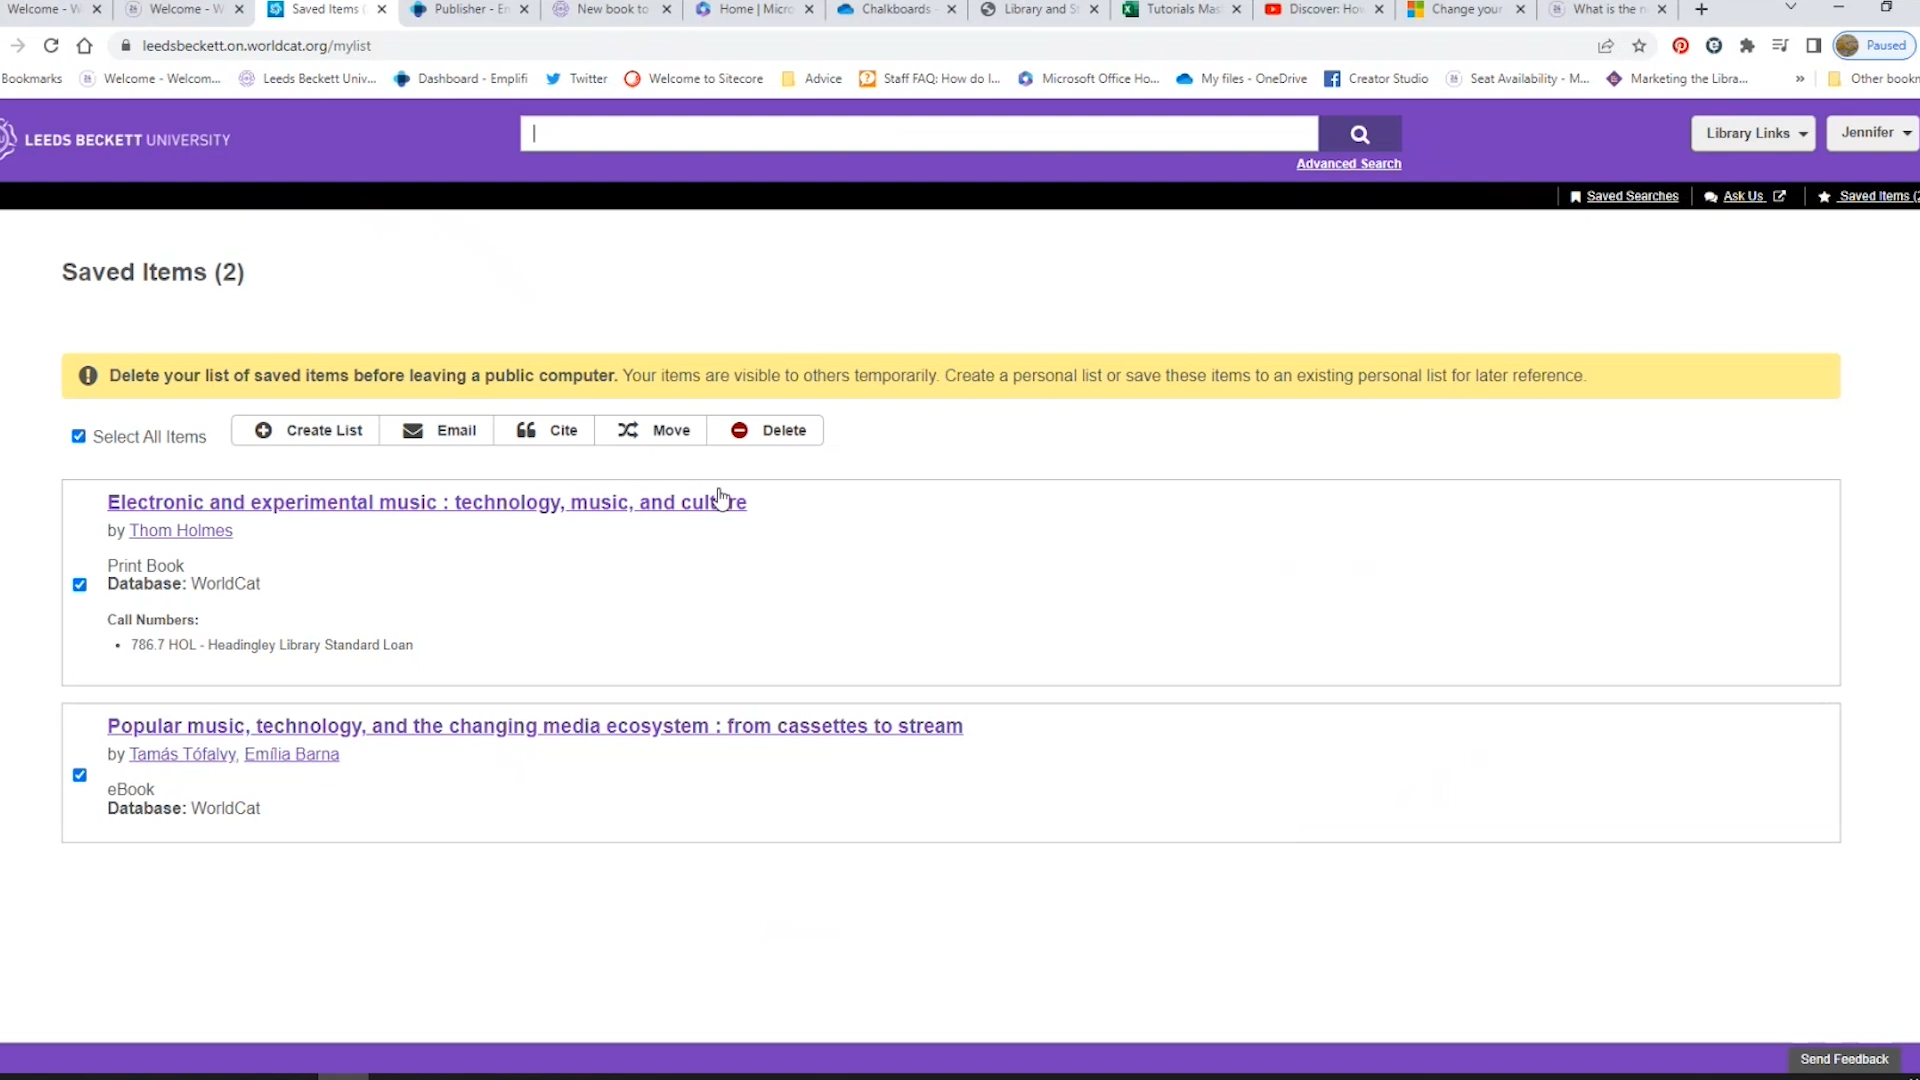 Welcome - W
Welcome - W
Saved Items
Publisher - En
New book to
Home | Micro
Chalkboards
Library and S
Tutorials Mas
Discover: How
Change your
What is the n
leedsbeckett.on.worldcat.org/mylist
Paused
Bookmarks
Welcome - Welcom...
Leeds Beckett Univ...
Dashboard - Emplifi
Twitter
Welcome to Sitecore
Advice
Staff FAQ: How do I...
Microsoft Office Ho...
My files - OneDrive
Creator Studio
Seat Availability - M...
Marketing the Libra...
»
Other bookn
LEEDS BECKETT UNIVERSITY
Library Links
Jennifer
Advanced Search
Saved Searches
Ask Us
Saved Items (2
Saved Items (2)
Delete your list of saved items before leaving a public computer. Your items are visible to others temporarily. Create a personal list or save these items to an existing personal list for later reference.
Select All Items
Create List
Email
Cite
Move
Delete
Electronic and experimental music : technology, music, and culture
by Thom Holmes
Print Book
Database: WorldCat
Call Numbers:
• 786.7 HOL - Headingley Library Standard Loan
Popular music, technology, and the changing media ecosystem : from cassettes to stream
by Tamás Tófalvy, Emília Barna
eBook
Database: WorldCat
Send Feedback